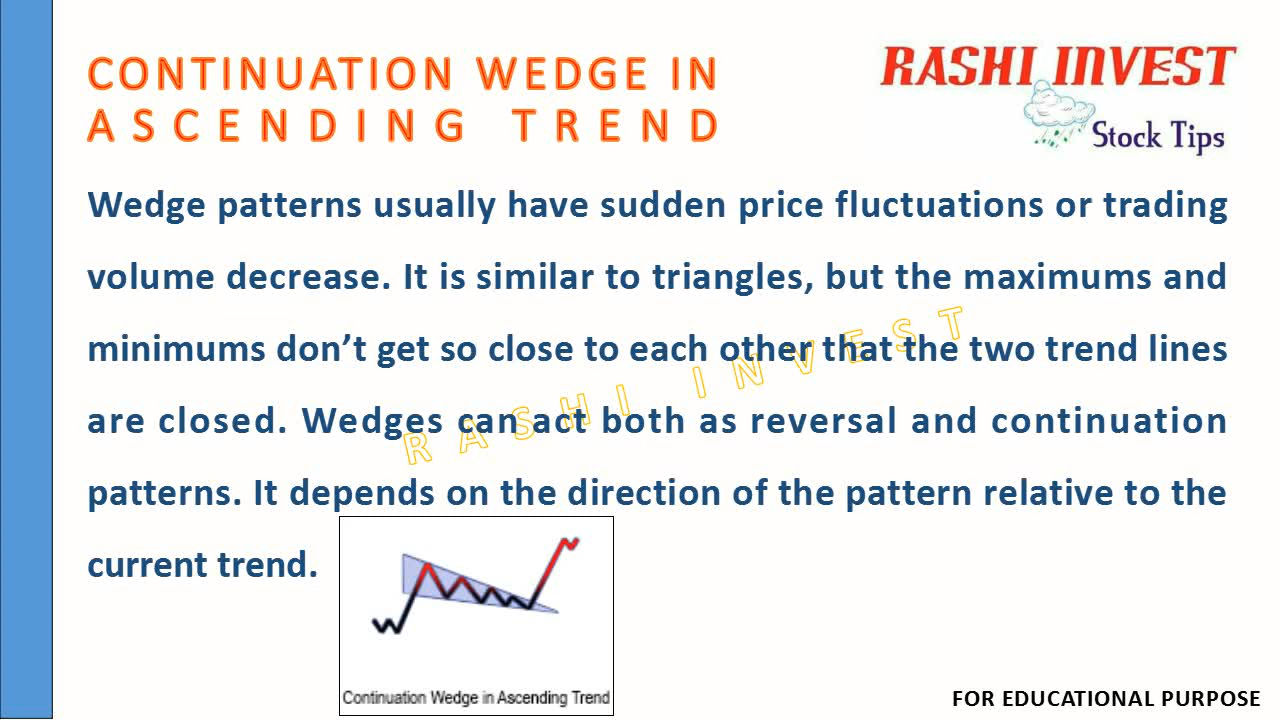 CONTINUATION WEDGE IN
ASCENDING TREND
RASHI INVEST
Stock Tips
Wedge patterns usually have sudden price fluctuations or trading
volume decrease. It is similar to triangles, but the maximums and
minimums don’t get so close to each other that the two trend lines
are closed. Wedges can act both as reversal and continuation
patterns. It depends on the direction of the pattern relative to the
current trend.
RASHI INVEST
Continuation Wedge in Ascending Trend
FOR EDUCATIONAL PURPOSE